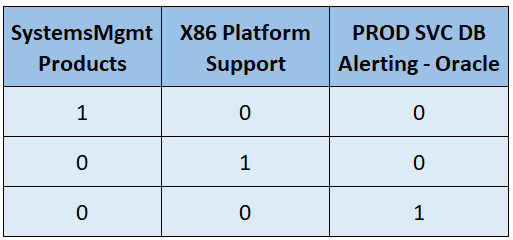 SystemsMgmt Products X86 Platform Support PROD SVC DB Alerting - Oracle
1 0 0
0 1 0
0 0 1